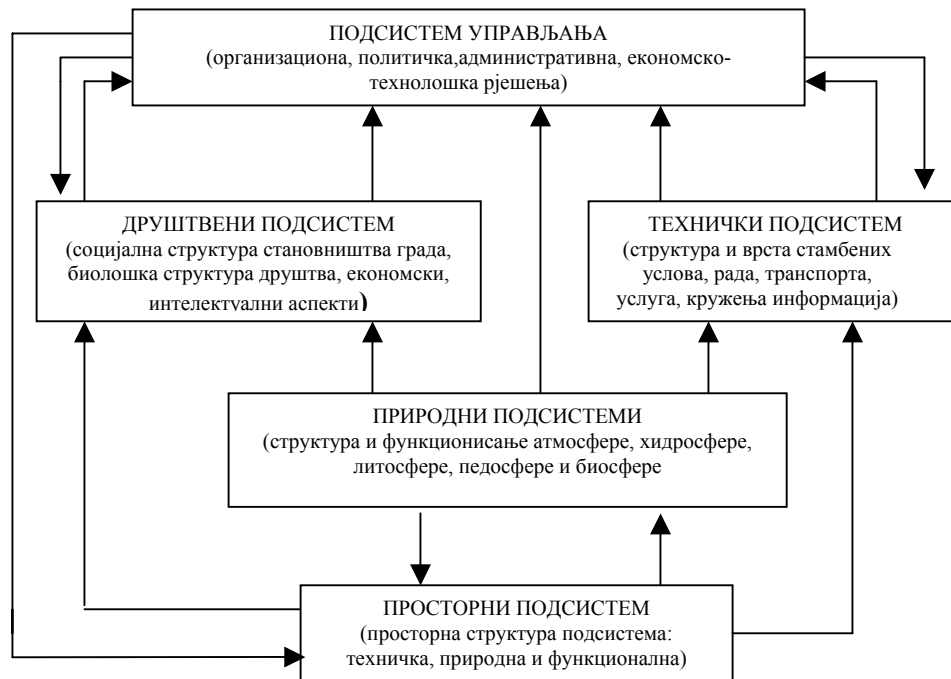 ПОДСИСТЕМ УПРАВЉАЊА
(организациона, политичка,административна, економско-
технолошка рјешења)
ДРУШТВЕНИ ПОДСИСТЕМ
(социјална структура становништва града,
биолошка структура друштва, економски,
интелектуални аспекти)
ТЕХНИЧКИ ПОДСИСТЕМ
(структура и врста стамбених
услова, рада, транспорта,
услуга, кружења информација)
ПРИРОДНИ ПОДСИСТЕМИ
(структура и функционисање атмосфере, хидросфере,
литосфере, педосфере и биосфере
ПРОСТОРНИ ПОДСИСТЕМ
(просторна структура подсистема:
техничка, природна и функционална)